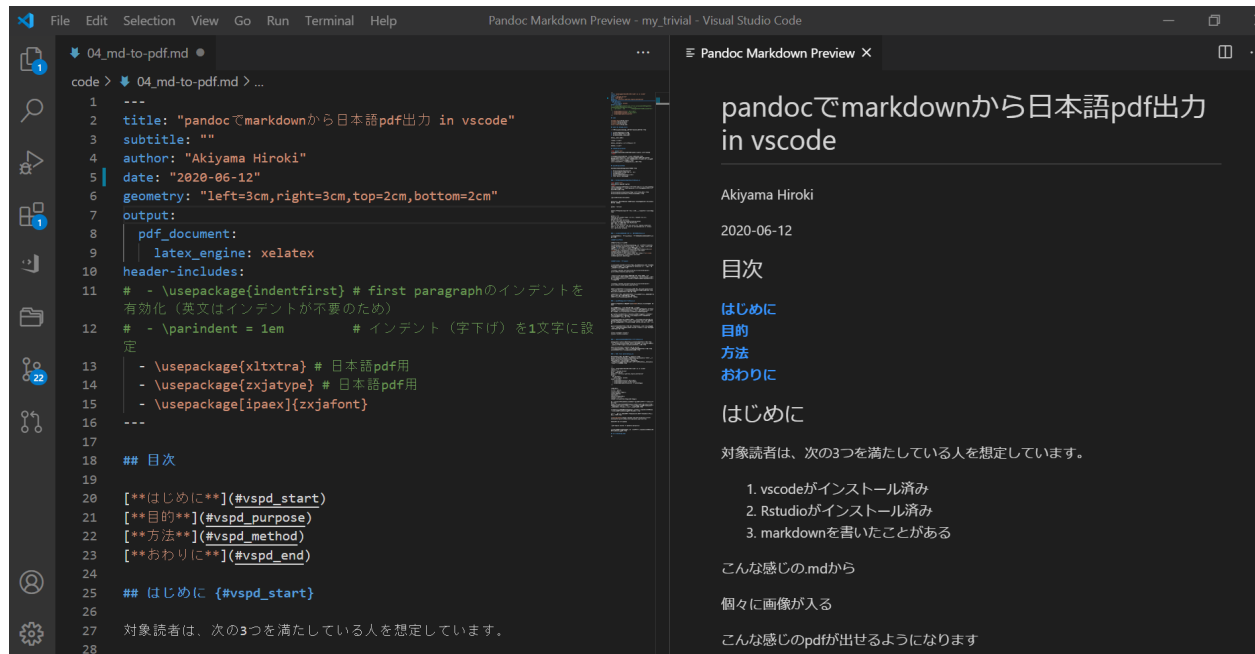 File Edit Selection View Go Run Terminal Help Pandoc Markdown Preview - my_trivial - Visual Studio Code
04_md-to-pdf.md
code > 04_md-to-pdf.md > ...
1 ---
2 title: "pandocでmarkdownから日本語pdf出力 in vscode"
3 subtitle: ""
4 author: "Akiyama Hiroki"
5 date: "2020-06-12"
6 geometry: "left=3cm,right=3cm,top=2cm,bottom=2cm"
7 output:
8 pdf_document:
9 latex_engine: xelatex
10 header-includes:
11 # - \usepackage{indentfirst} # first paragraphのインデントを
有効化（英文はインデントが不要のため）
12 # - \parindent = 1em # インデント（字下げ）を1文字に設
定
13 - \usepackage{xltxtra} # 日本語pdf用
14 - \usepackage{zxjatype} # 日本語pdf用
15 - \usepackage[ipaex]{zxjafont}
16 ---
17
18 ## 目次
19
20 [**はじめに**](#vspd_start)
21 [**目的**](#vspd_purpose)
22 [**方法**](#vspd_method)
23 [**おわりに**](#vspd_end)
24
25 ## はじめに {#vspd_start}
26
27 対象読者は、次の3つを満たしている人を想定しています。
28
1
1
22
Pandoc Markdown Preview
pandocでmarkdownから日本語pdf出力
in vscode
Akiyama Hiroki
2020-06-12
目次
はじめに
目的
方法
おわりに
はじめに
対象読者は、次の3つを満たしている人を想定しています。
1. vscodeがインストール済み
2. Rstudioがインストール済み
3. markdownを書いたことがある
こんな感じの.mdから
個々に画像が入る
こんな感じのpdfが出せるようになります